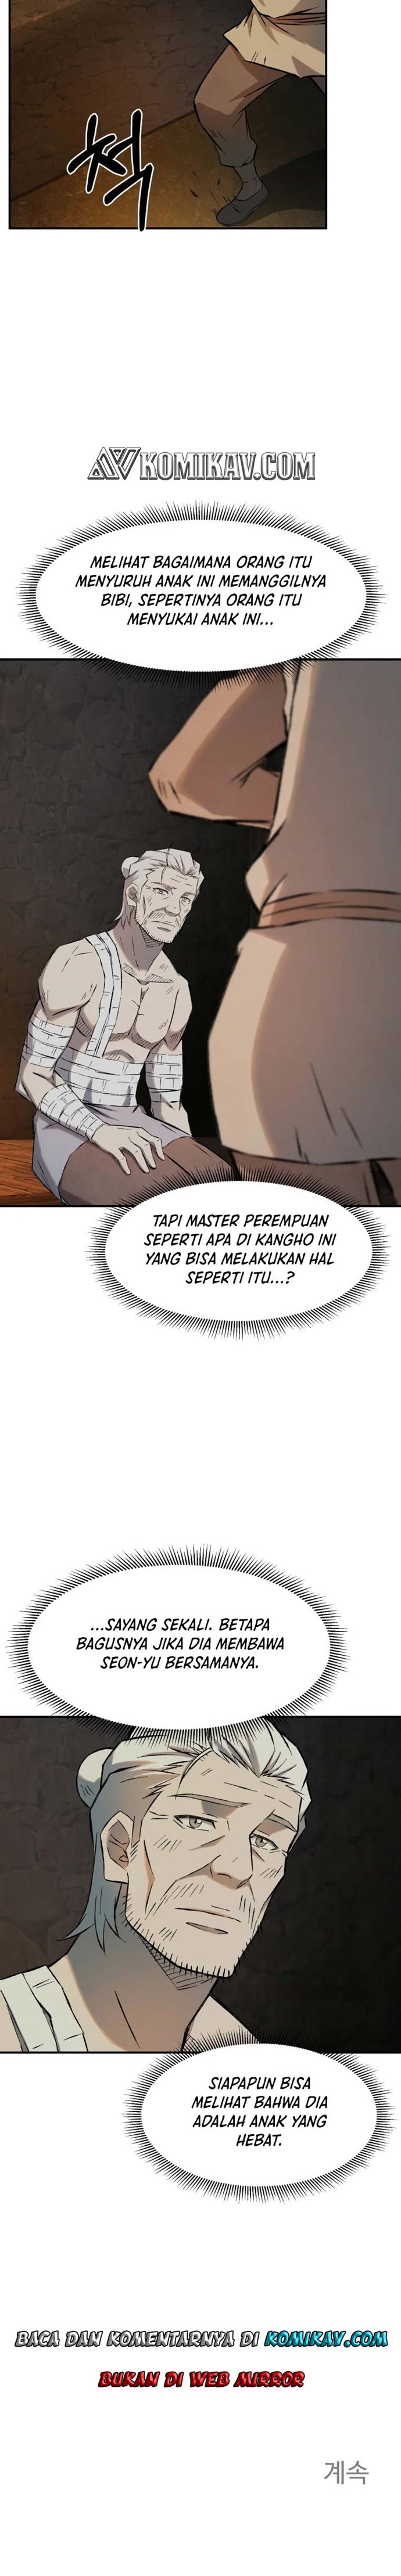 척
KOMIKAV.COM
MELIHAT BAGAIMANA ORANG ITU
MENYURUH ANAK INI MEMANGGILNYA
BIBI, SEPERTINYA ORANG ITU
MENYUKAI ANAK INI...
TAPI MASTER PEREMPUAN
SEPERTI APA DI KANGHO INI
YANG BISA MELAKUKAN HAL
SEPERTI ITU...?
...SAYANG SEKALI. BETAPA
BAGUSNYA JIKA DIA MEMBAWA
SEON-YU BERSAMANYA.
SIAPAPUN BISA
MELIHAT BAHWA DIA
ADALAH ANAK YANG
HEBAT.
BACA DAN KOMENTARNYA DI KOMIKAV.COM
BUKAN DI WEB MIRROR
계속